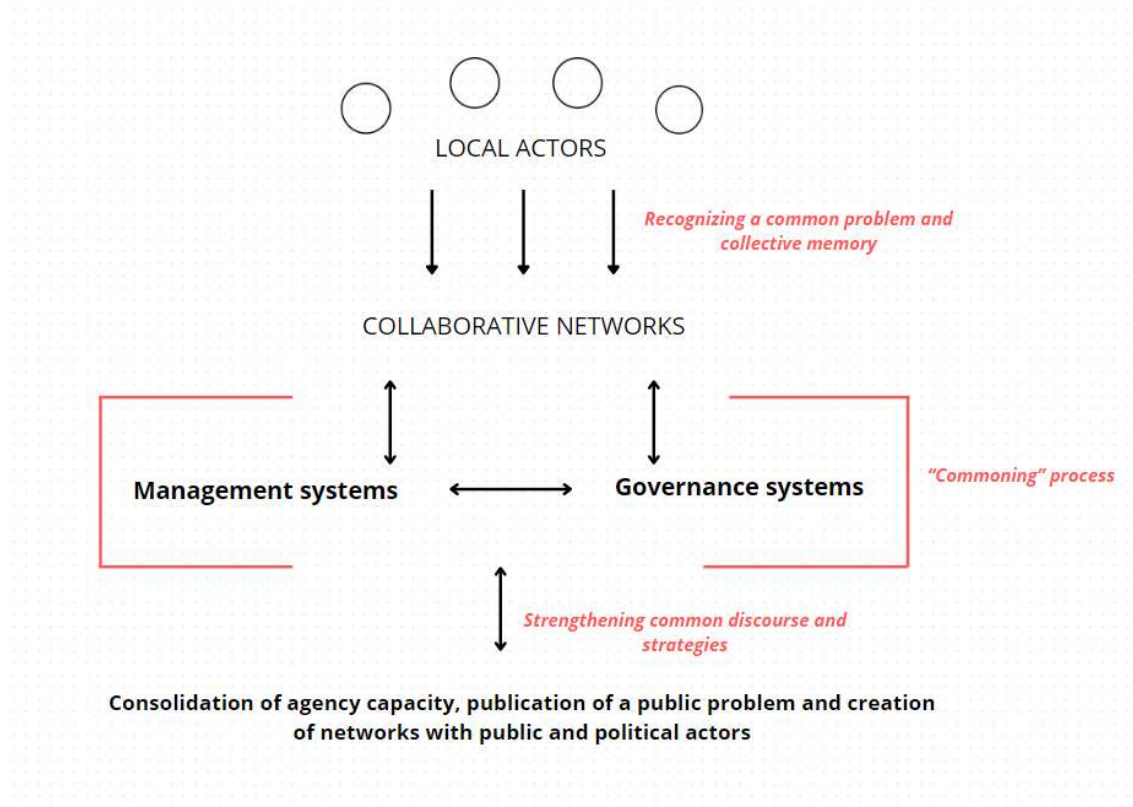 LOCAL ACTORS
Recognizing a common problem and
collective memory
COLLABORATIVE NETWORKS
Management systems
Governance systems
“Commoning” process
Strengthening common discourse and
strategies
Consolidation of agency capacity, publication of a public problem and creation
of networks with public and political actors